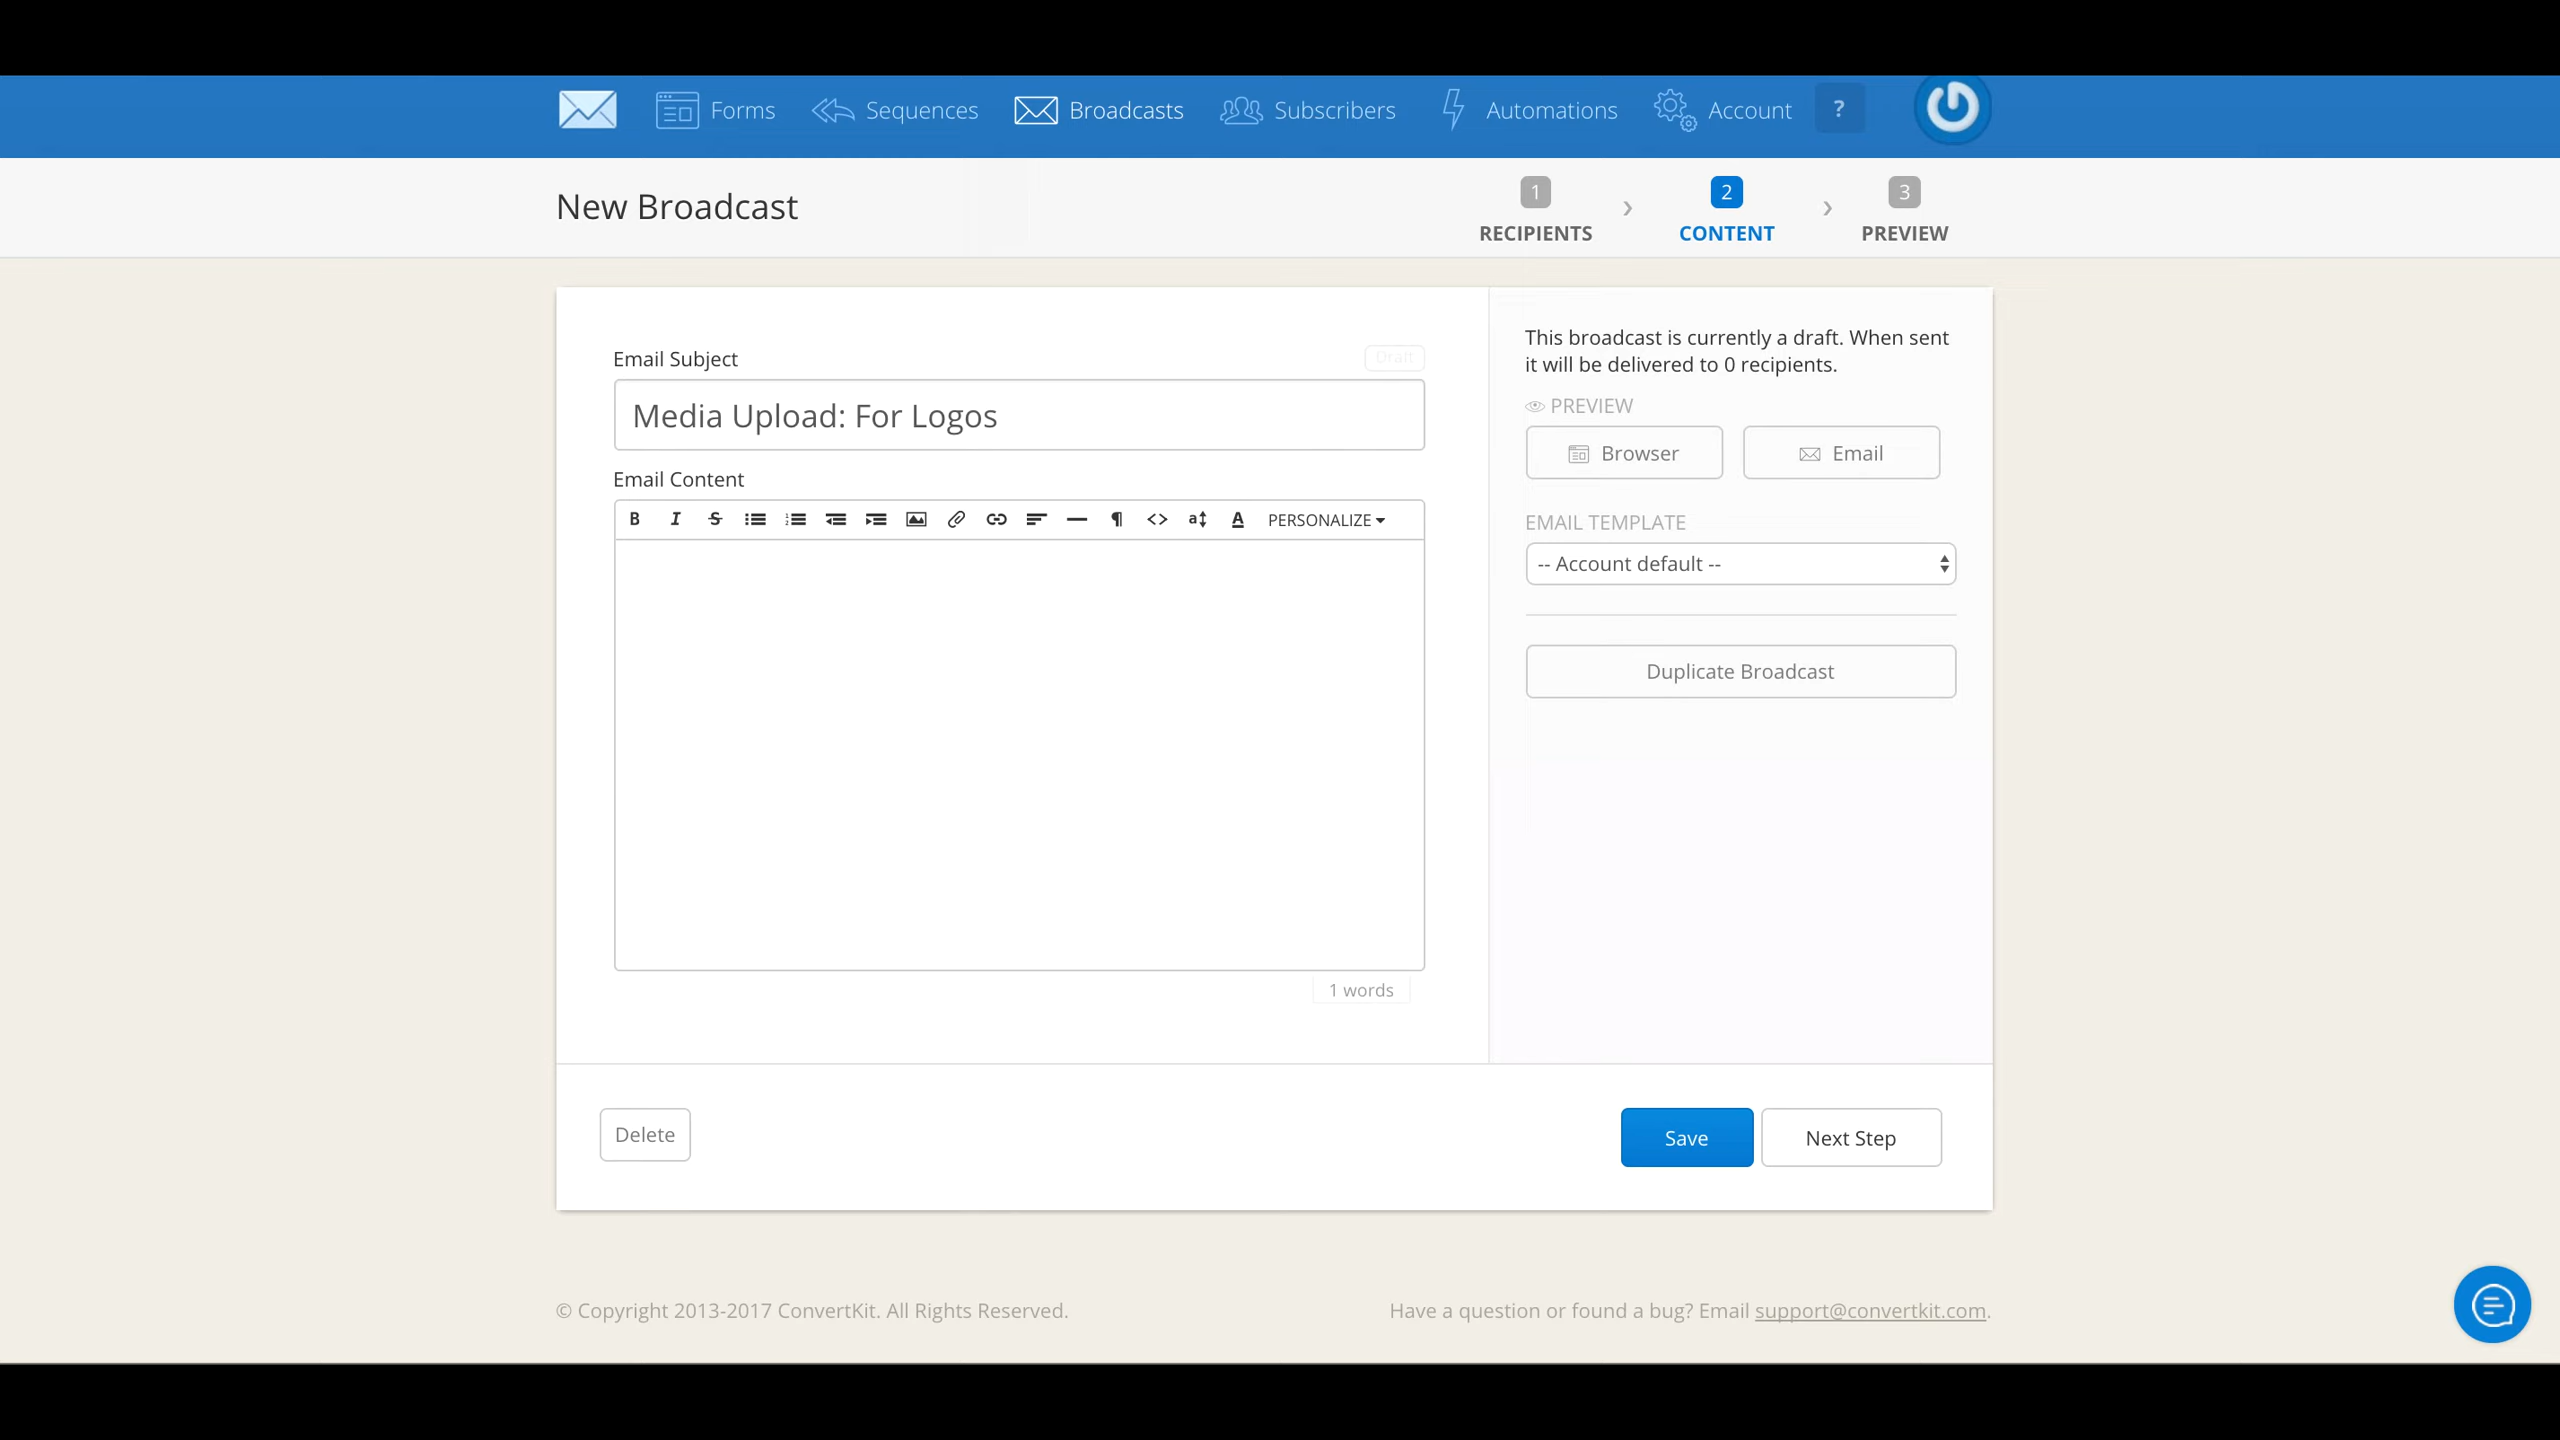 Forms Sequences Broadcasts Subscribers Automations Account ?
New Broadcast
1 2 3
RECIPIENTS CONTENT PREVIEW
Email Subject Draft
Media Upload: For Logos
Email Content
PERSONALIZE
1 words
This broadcast is currently a draft. When sent
it will be delivered to 0 recipients.
PREVIEW
Browser Email
EMAIL TEMPLATE
-- Account default --
Duplicate Broadcast
Delete Save Next Step
© Copyright 2013-2017 ConvertKit. All Rights Reserved. Have a question or found a bug? Email support@convertkit.com.